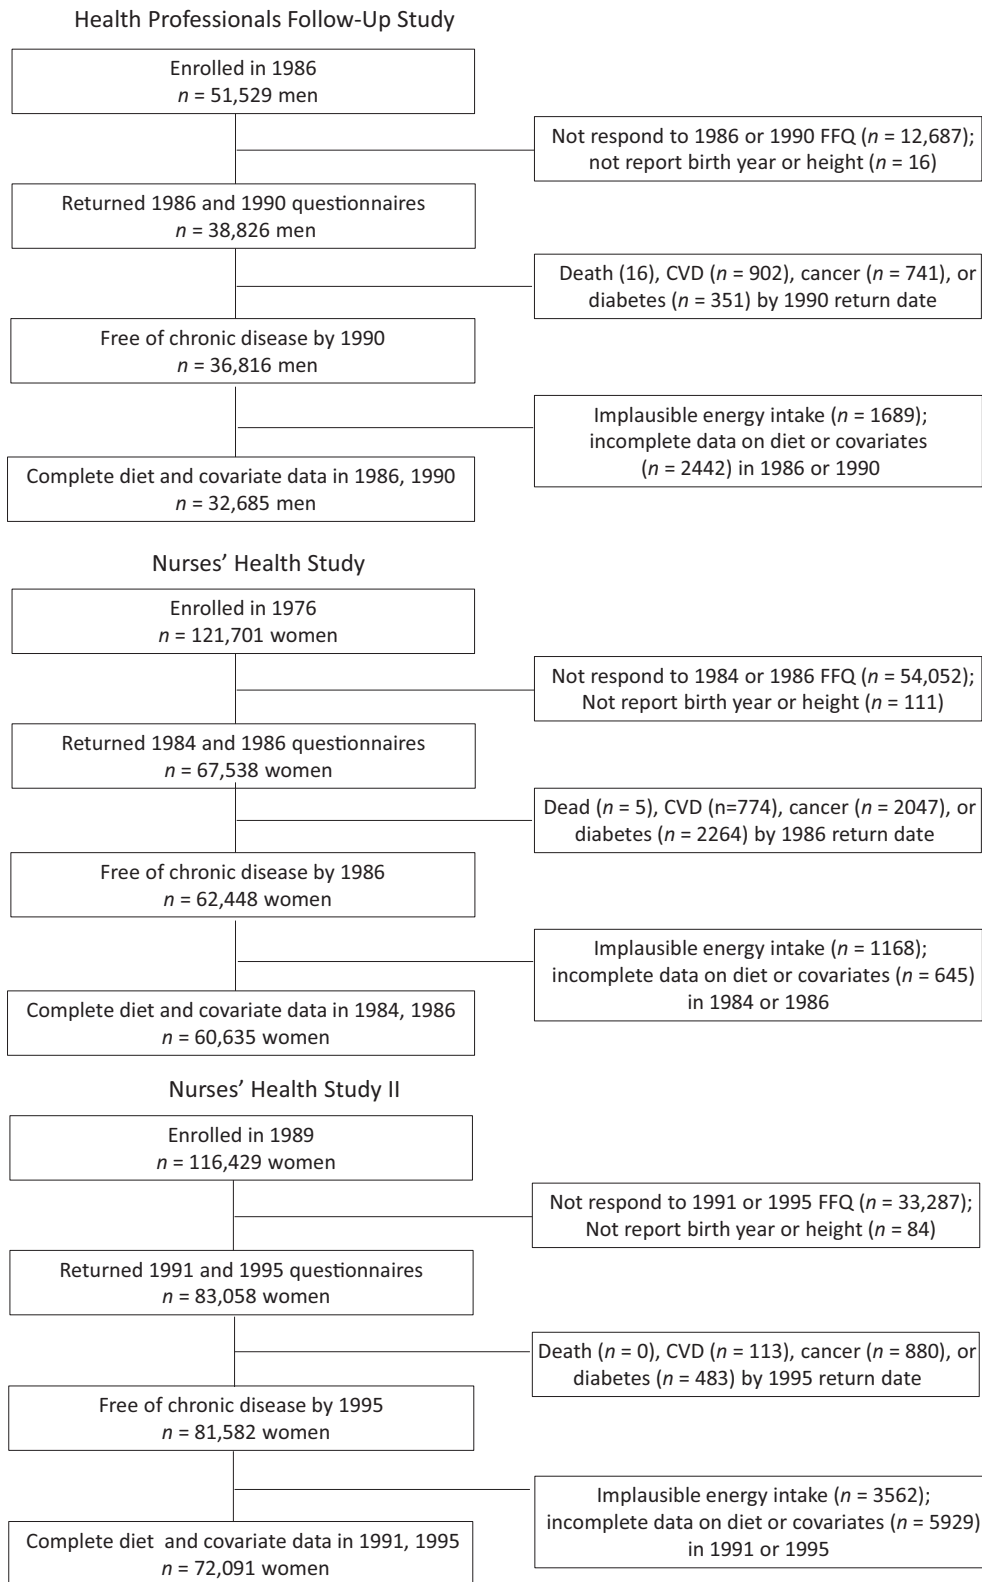 Health Professionals Follow-Up Study
Enrolled in 1986
n = 51,529 men
Not respond to 1986 or 1990 FFQ (n = 12,687);
not report birth year or height (n = 16)
Returned 1986 and 1990 questionnaires
n = 38,826 men
Death (16), CVD (n = 902), cancer (n = 741), or
diabetes (n = 351) by 1990 return date
Free of chronic disease by 1990
n = 36,816 men
Implausible energy intake (n = 1689);
incomplete data on diet or covariates
(n = 2442) in 1986 or 1990
Complete diet and covariate data in 1986, 1990
n = 32,685 men
Nurses’ Health Study
Enrolled in 1976
n = 121,701 women
Not respond to 1984 or 1986 FFQ (n = 54,052);
Not report birth year or height (n = 111)
Returned 1984 and 1986 questionnaires
n = 67,538 women
Dead (n = 5), CVD (n=774), cancer (n = 2047), or
diabetes (n = 2264) by 1986 return date
Free of chronic disease by 1986
n = 62,448 women
Implausible energy intake (n = 1168);
incomplete data on diet or covariates (n = 645)
in 1984 or 1986
Complete diet and covariate data in 1984, 1986
n = 60,635 women
Nurses’ Health Study II
Enrolled in 1989
n = 116,429 women
Not respond to 1991 or 1995 FFQ (n = 33,287);
Not report birth year or height (n = 84)
Returned 1991 and 1995 questionnaires
n = 83,058 women
Death (n = 0), CVD (n = 113), cancer (n = 880), or
diabetes (n = 483) by 1995 return date
Free of chronic disease by 1995
n = 81,582 women
Implausible energy intake (n = 3562);
incomplete data on diet or covariates (n = 5929)
in 1991 or 1995
Complete diet and covariate data in 1991, 1995
n = 72,091 women